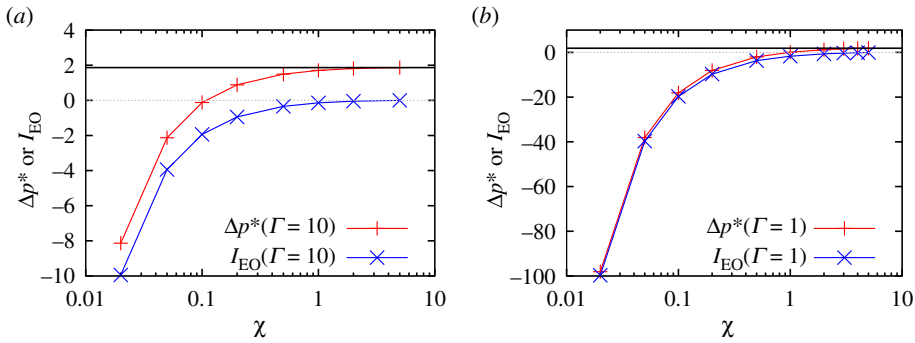 (a)
4
2
0
−2
−4
−6
−8
−10
Δp* or I_EO
Δp*(Γ = 10)
I_EO(Γ = 10)
0.01 0.1 1 10
χ
(b)
0
−20
−40
−60
−80
−100
Δp* or I_EO
Δp*(Γ = 1)
I_EO(Γ = 1)
0.01 0.1 1 10
χ